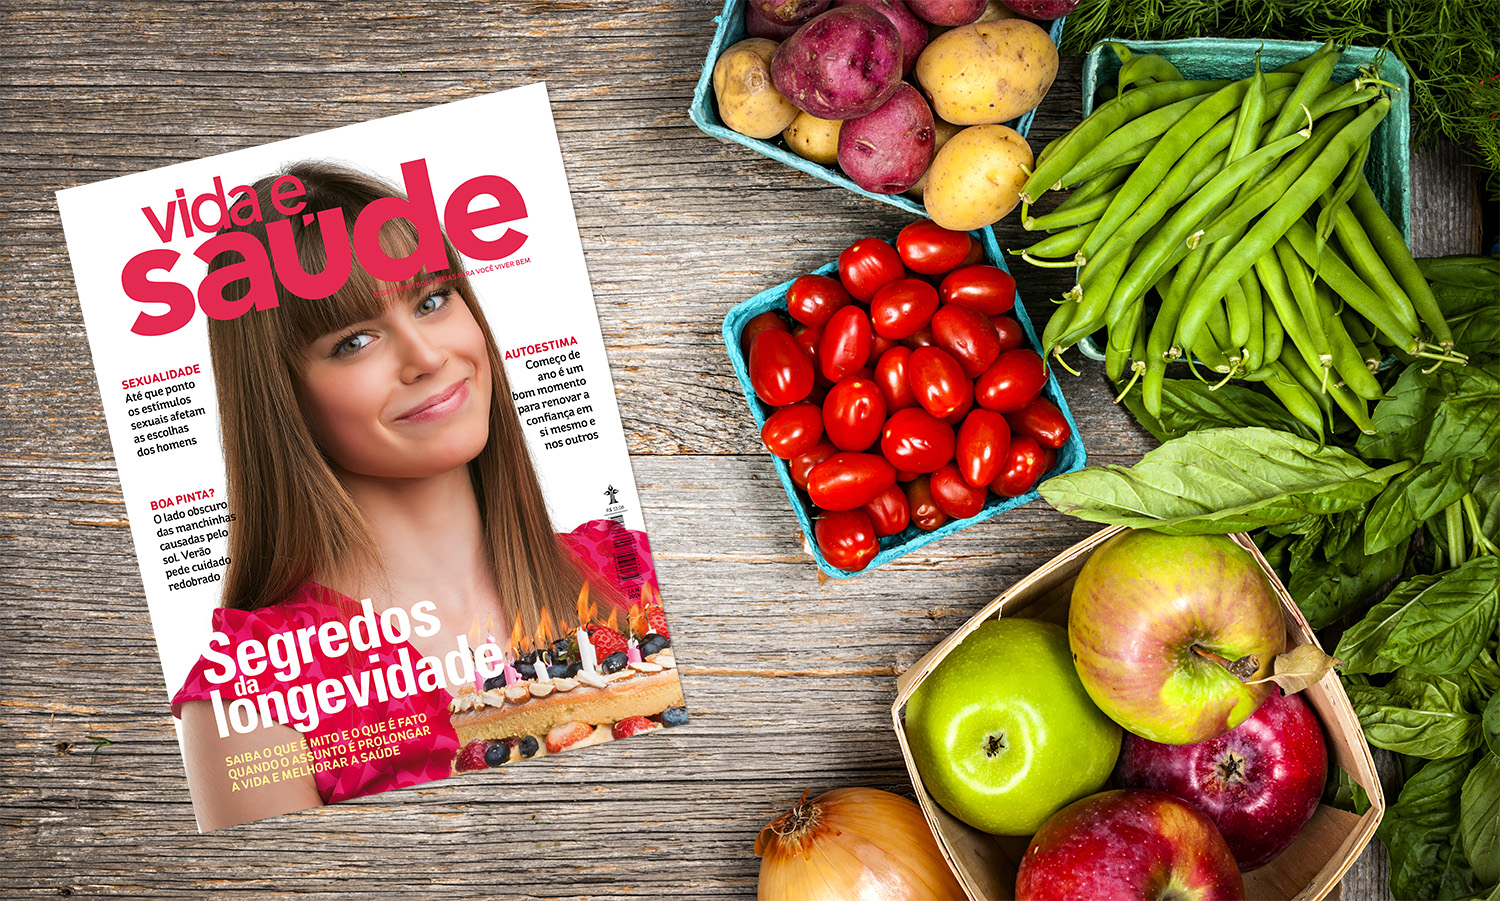 vida e
saúde
PARA VOCÊ VIVER BEM
SEXUALIDADE
Até que ponto
os estímulos
sexuais afetam
as escolhas
dos homens
AUTOESTIMA
Começo de
ano é um
bom momento
para renovar a
confiança em
si mesmo e
nos outros
BOA PINTA?
O lado obscuro
das manchinhas
causadas pelo
sol. Verão
pede cuidado
redobrado
Segredos
da
longevidade
SAIBA O QUE É MITO E O QUE É FATO
QUANDO O ASSUNTO É PROLONGAR
A VIDA E MELHORAR A SAÚDE